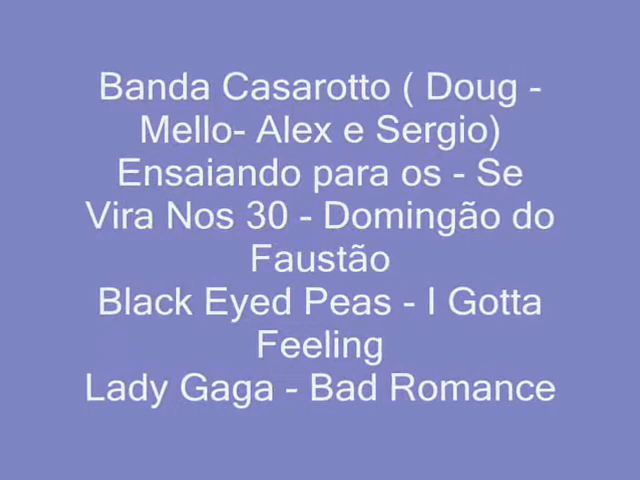 Banda Casarotto ( Doug -
Mello- Alex e Sergio)
Ensaiando para os - Se
Vira Nos 30 - Domingão do
Faustão
Black Eyed Peas - I Gotta
Feeling
Lady Gaga - Bad Romance